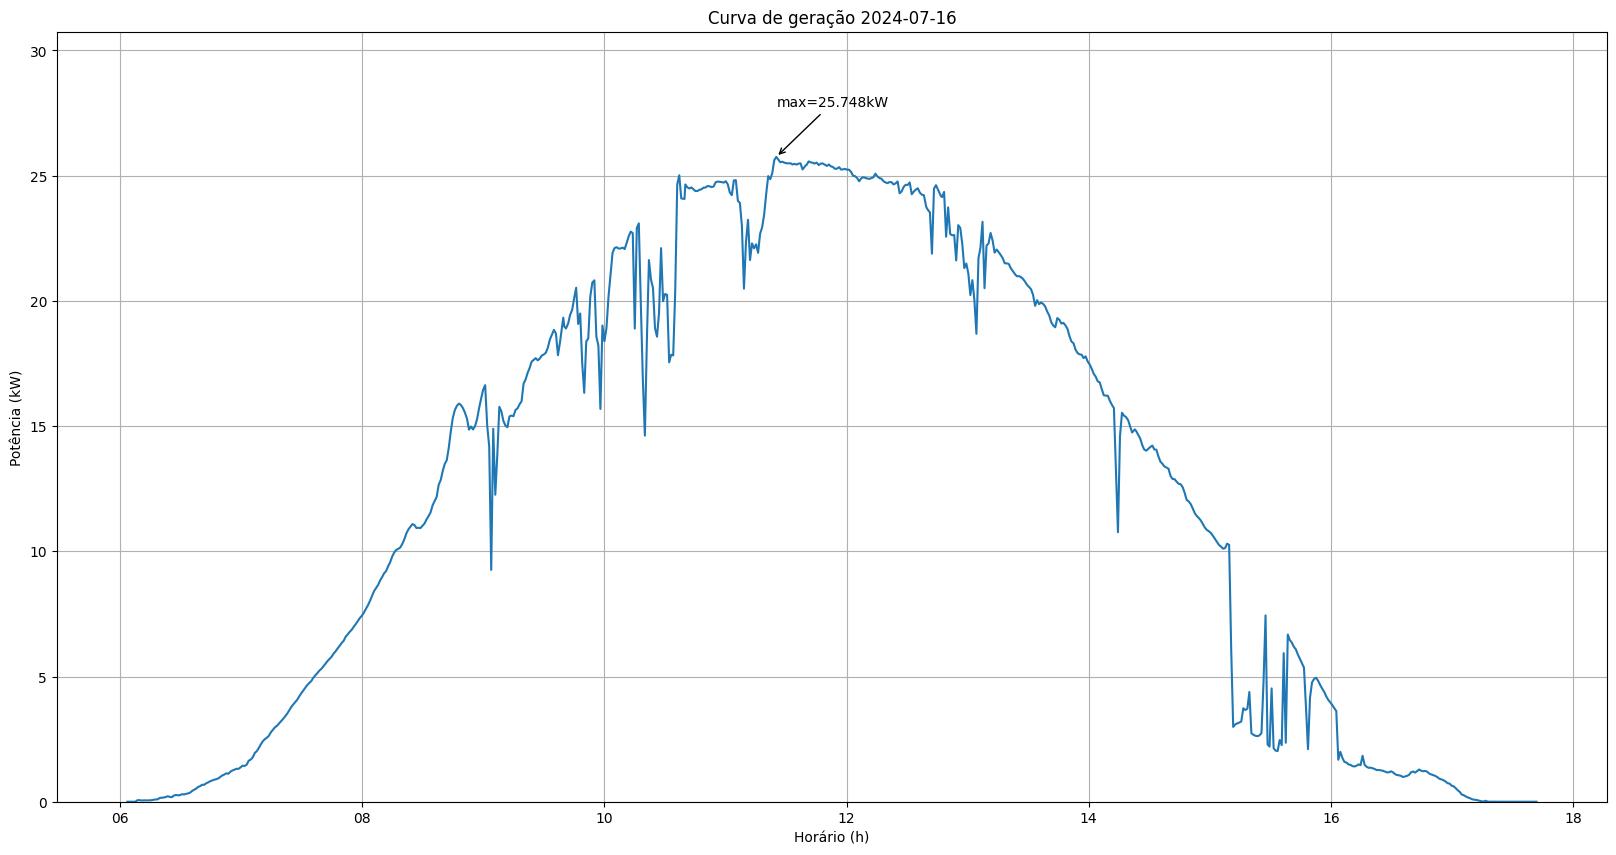 Curva de geração 2024-07-16
30
max=25.748kW
25
20
15
Potência (kW)
10
5
0
06 08 10 12 14 16 18
Horário (h)